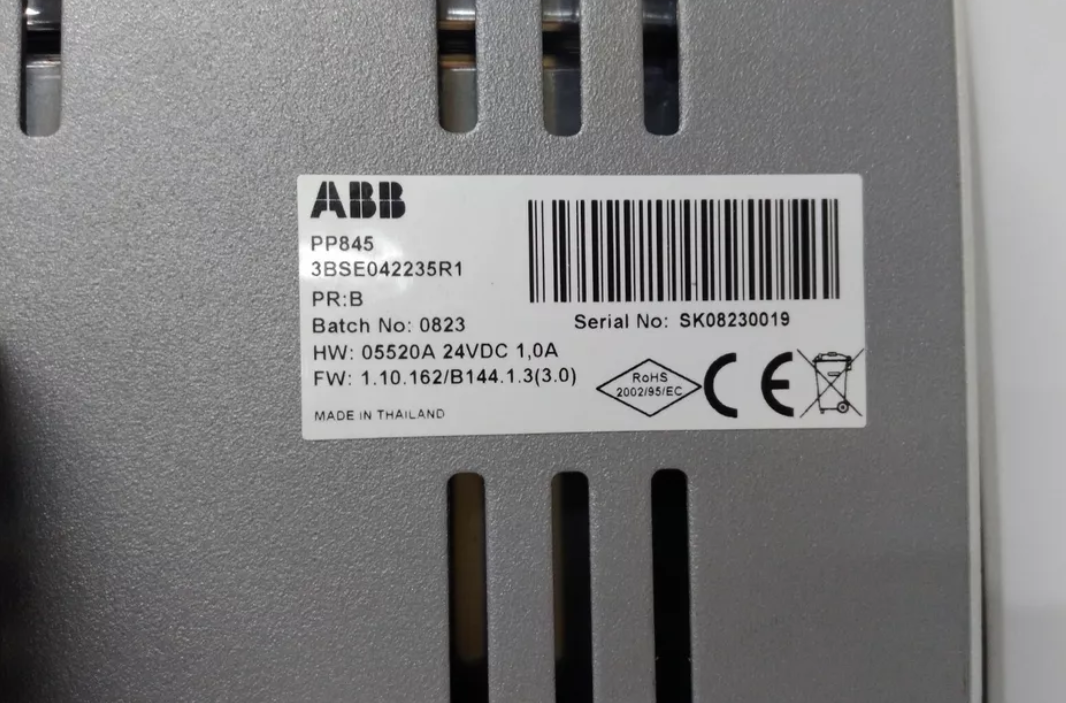 ABB
PP845
3BSE042235R1
PR:B
Batch No: 0823
Serial No: SK08230019
HW: 05520A 24VDC 1,0A
FW: 1.10.162/B144.1.3(3.0)
RoHS
2002/95/EC
CE
MADE IN THAILAND